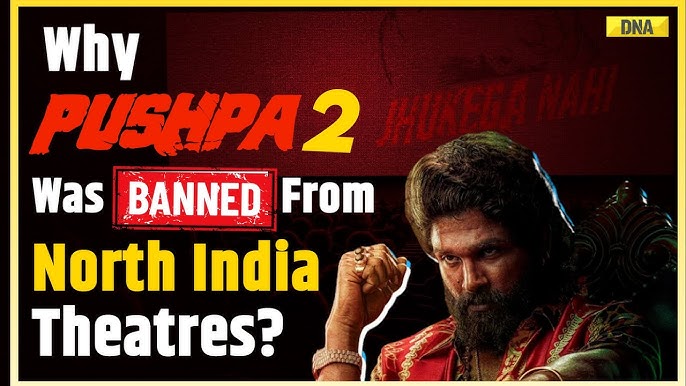 DNA
Why
PUSHPA 2
JHUKEGA NAHI
Was BANNED From
North India
Theatres?